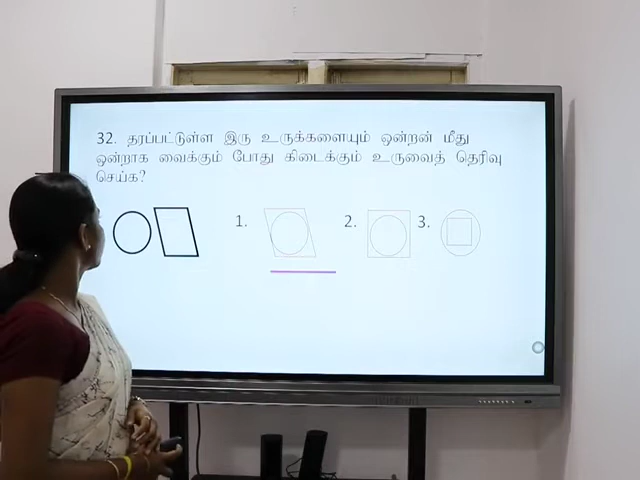 32. தரப்பட்டுள்ள இரு உருக்களையும் ஒன்றன் மீது
ஒன்றாக வைக்கும் போது கிடைக்கும் உருவைத் தெரிவு
செய்க?
1. 2. 3.